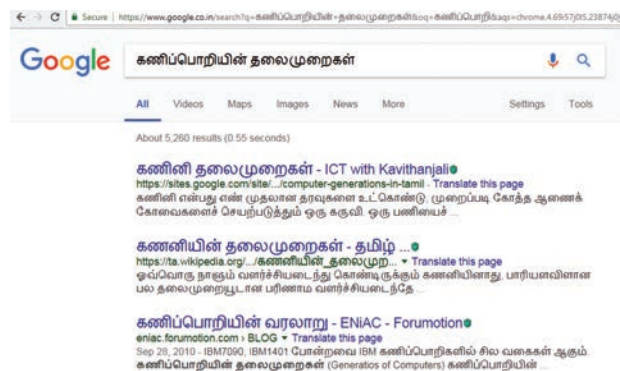 Secure | https://www.google.co.in/search?q=கணிப்பொறியின்+தலைமுறைகள்&oq=கணிப்பொறி&aqs=chrome.4.69i57j0l5.23874j0j
Google கணிப்பொறியின் தலைமுறைகள்
All Videos Maps Images News More Settings Tools
About 5,260 results (0.55 seconds)
கணினி தலைமுறைகள் - ICT with Kavithanjali
https://sites.google.com/site/.../computer-generations-in-tamil - Translate this page
கணினி என்பது எண் முதலான தரவுகளை உட்கொண்டு, முறைப்படி கோத்த ஆணைக்
கோவைகளைச் செயற்படுத்தும் ஒரு கருவி. ஒரு பணியைச் ...
கணனியின் தலைமுறைகள் - தமிழ் ...
https://ta.wikipedia.org/.../கணனியின்_தலைமுற... Translate this page
ஒவ்வொரு நாளும் வளர்ச்சியடைந்து கொண்டிருக்கும் கணனியினாது, பாரியளவிளான
பல தலைமுறையூடான பரிணாம வளர்ச்சியடைந்தே ...
கணிப்பொறியின் வரலாறு - ENiAC - Forumotion
eniac.forumotion.com › BLOG Translate this page
Sep 28, 2010 - IBM7090, IBM1401 போன்றவை IBM கணிப்பொறிகளில் சில வகைகள் ஆகும்.
கணிப்பொறியின் தலைமுறைகள் (Generatios of Computers) கணிப்பொறியின் ...